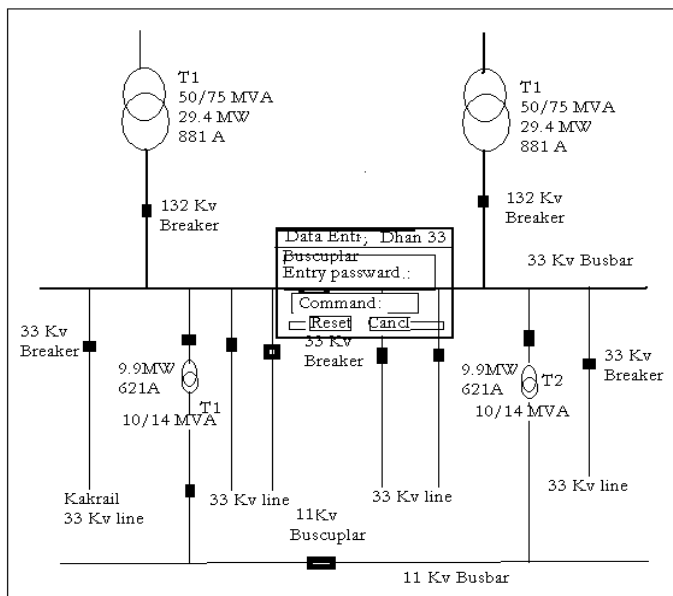 T1
50/75 MVA
29.4 MW
881 A
T1
50/75 MVA
29.4 MW
881 A
132 Kv
Breaker
132 Kv
Breaker
Data Entr; Dhan 33
Buscuplar
Entry passward.:
Command:
Reset Cancl
33 Kv Busbar
33 Kv
Breaker
9.9MW
621A
T1
10/14 MVA
33 Kv
Breaker
9.9MW
621A
T2
10/14 MVA
33 Kv
Breaker
Kakrail
33 Kv line
33 Kv line
33 Kv line
33 Kv line
11Kv
Buscuplar
11 Kv Busbar